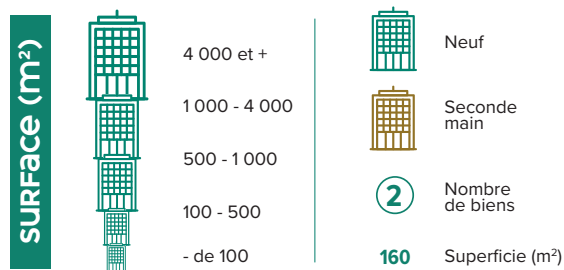 SURFACE (m²)
4 000 et +
1 000 - 4 000
500 - 1 000
100 - 500
- de 100
Neuf
Seconde
main
2
Nombre
de biens
160
Superficie (m²)